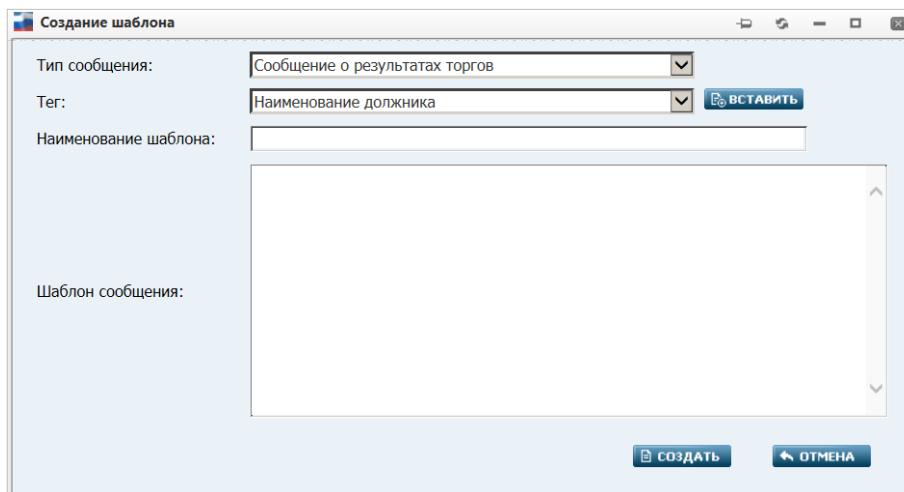 Создание шаблона
Тип сообщения: Сообщение о результатах торгов
Тег: Наименование должника ВСТАВИТЬ
Наименование шаблона:
Шаблон сообщения:
СОЗДАТЬ ОТМЕНА